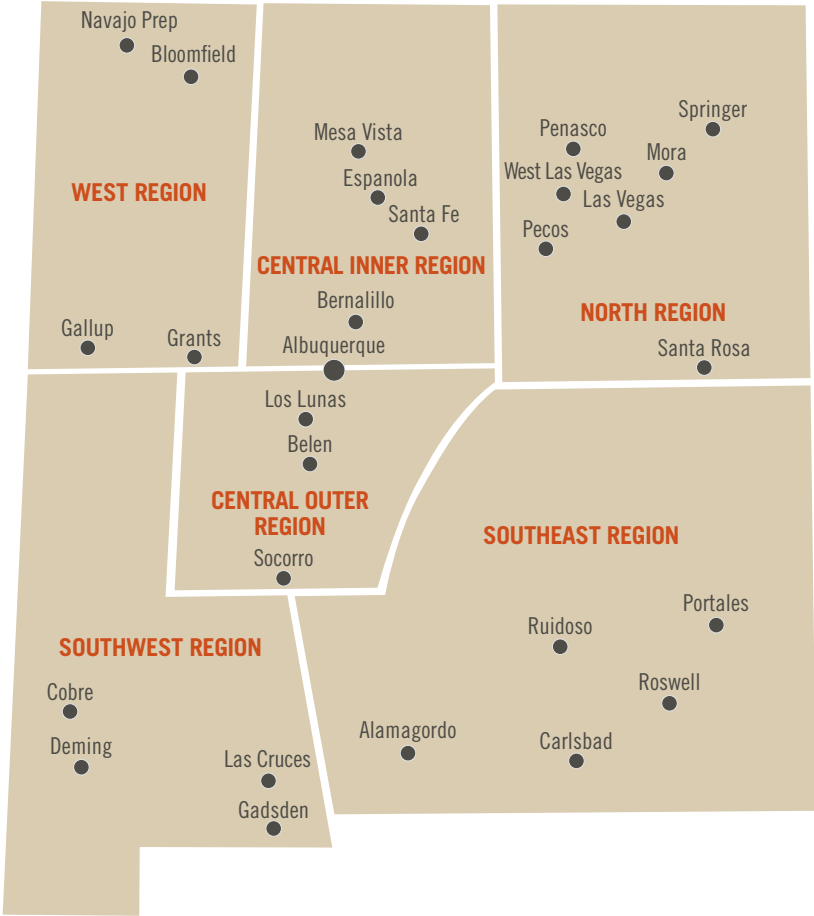 Navajo Prep
Bloomfield
WEST REGION
Gallup
Grants
Mesa Vista
Espanola
Santa Fe
CENTRAL INNER REGION
Bernalillo
Albuquerque
Springer
Penasco
Mora
West Las Vegas
Las Vegas
Pecos
NORTH REGION
Santa Rosa
Los Lunas
Belen
CENTRAL OUTER
REGION
Socorro
SOUTHEAST REGION
Portales
Ruidoso
Roswell
Alamagordo
Carlsbad
SOUTHWEST REGION
Cobre
Deming
Las Cruces
Gadsden